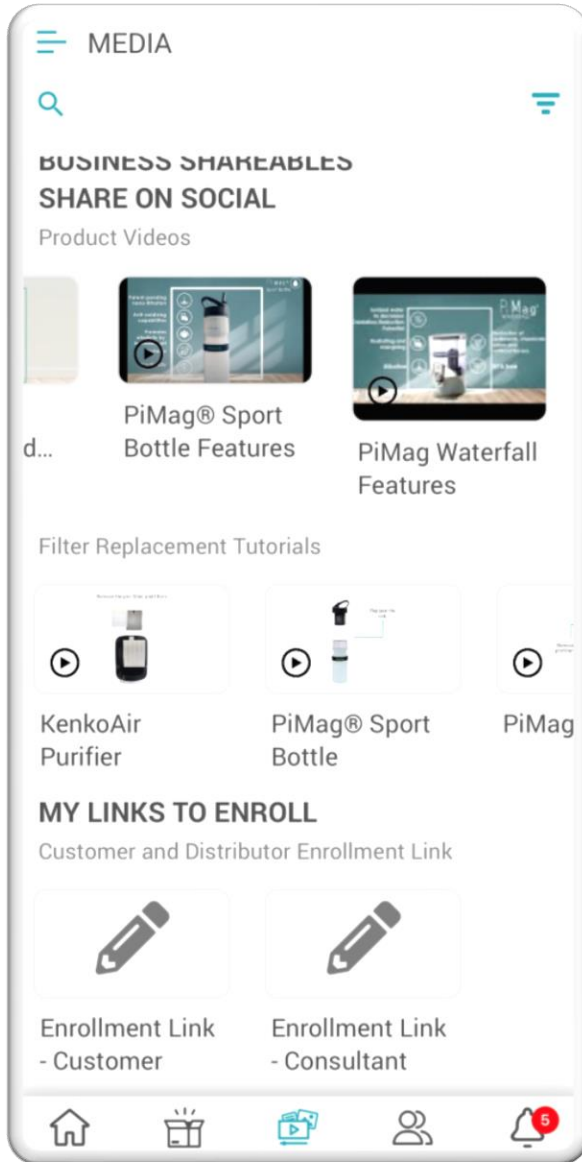 MEDIA
BUSINESS SHAREABLES
SHARE ON SOCIAL
Product Videos
d...
PiMag® Sport
Bottle Features
PiMag Waterfall
Features
Filter Replacement Tutorials
KenkoAir
Purifier
PiMag® Sport
Bottle
PiMag
MY LINKS TO ENROLL
Customer and Distributor Enrollment Link
Enrollment Link
- Customer
Enrollment Link
- Consultant
5